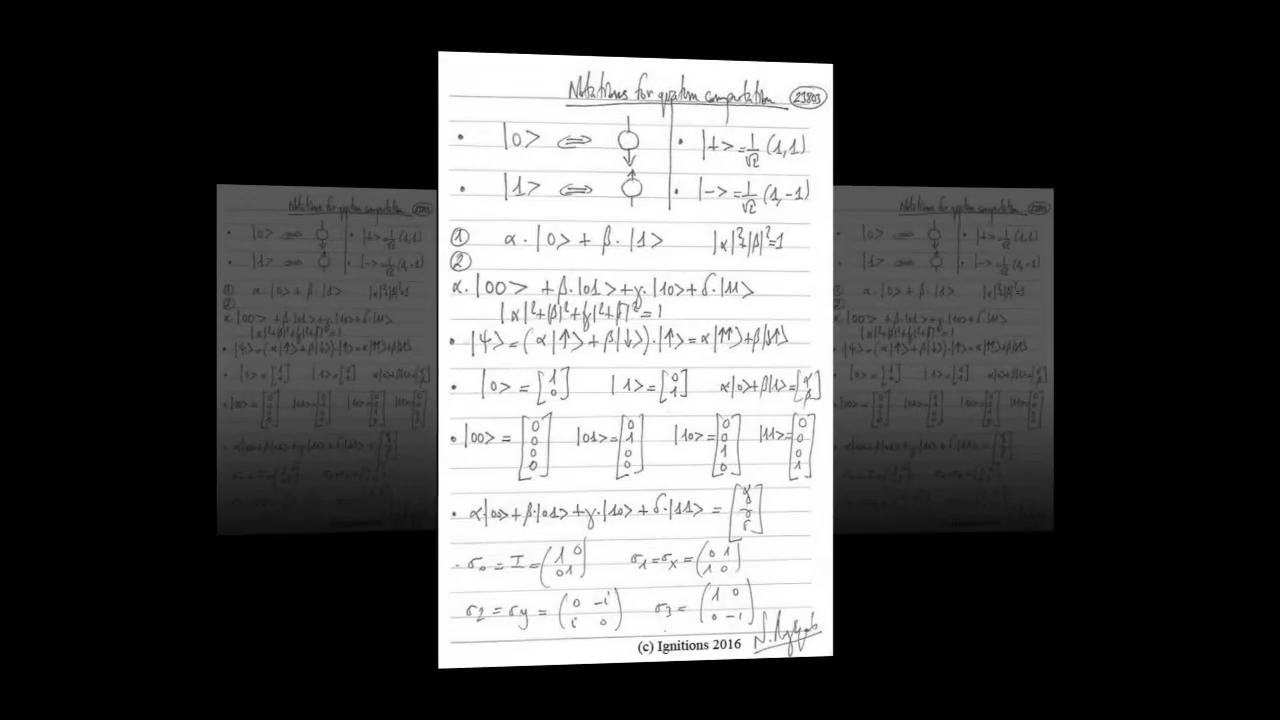 Notations for quantum computation 23803
• |0> ⇔ • |+> = 1/√2 (1,1)
• |1> ⇔ • |-> = 1/√2 (1,-1)
① α·|0> + β·|1> |α|²+|β|²=1
②
α·|00> + β·|01> + γ·|10> + δ·|11>
|α|²+|β|²+|γ|²+|δ|²=1
• |ψ> = (α|↑> + β|↓>)·|↑> = α|↑↑> + β|↓↑>
• |0> = [1 0] |1> = [0 1] α|0>+β|1> = [α β]
• |00> = [0 0 0 0] |01> = [0 1 0 0] |10> = [0 0 1 0] |11> = [0 0 0 1]
• α|00> + β·|01> + γ·|10> + δ·|11> = [α β γ δ]
• σ0 = I = (1 0 0 1) σ1 = σx = (0 1 1 0)
σ2 = σy = (0 -i i 0) σ3 = (1 0 0 -1)
(c) Ignitions 2016